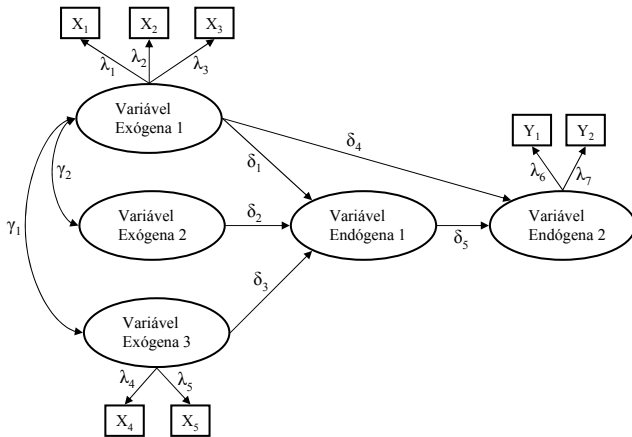 X₁ X₂ X₃
λ₁ λ₂ λ₃
Variável
Exógena 1
δ₄
Y₁ Y₂
λ₆ λ₇
δ₁
γ₂
Variável
Exógena 2
δ₂
Variável
Endógena 1
δ₅
Variável
Endógena 2
γ₁
δ₃
Variável
Exógena 3
λ₄ λ₅
X₄ X₅